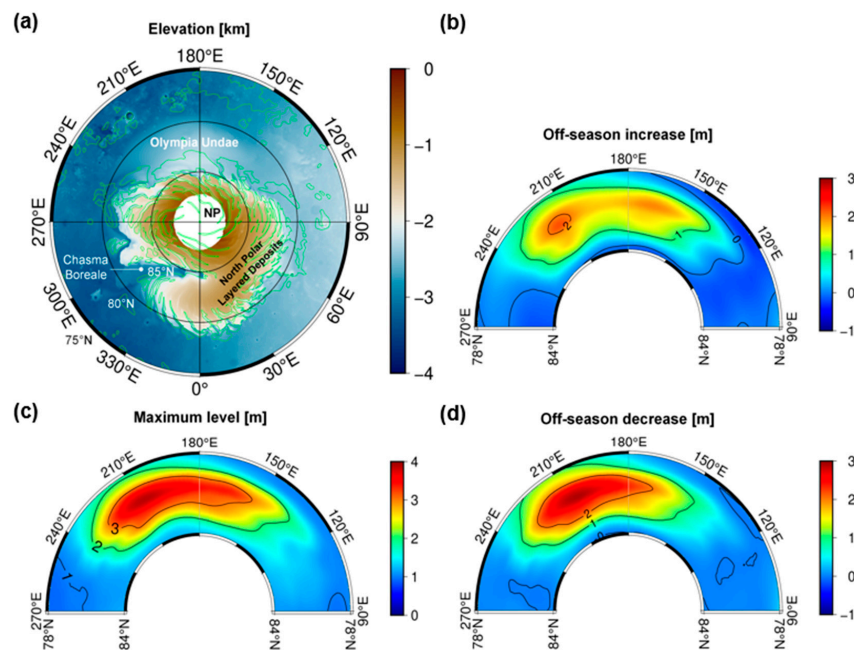 (a)
Elevation [km]
180°E
210°E
150°E
240°E
120°E
Olympia Undae
270°E
NP
90°E
Chasma
Boreale
85°N
North Polar
Layered Deposits
80°N
300°E
60°E
75°N
330°E
30°E
0°
0
−1
−2
−3
−4
(b)
Off-season increase [m]
180°E
210°E
150°E
240°E
120°E
2
1
0
270°E
90°E
78°N
84°N
84°N
78°N
3
2
1
0
−1
(c)
Maximum level [m]
180°E
210°E
150°E
240°E
120°E
3
2
1
270°E
90°E
78°N
84°N
84°N
78°N
4
3
2
1
0
(d)
Off-season decrease [m]
180°E
210°E
150°E
240°E
120°E
2
1
0
270°E
90°E
78°N
84°N
84°N
78°N
3
2
1
0
−1